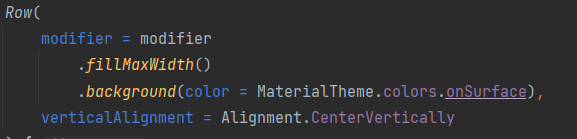 Row(
modifier = modifier
.fillMaxWidth()
.background(color = MaterialTheme.colors.onSurface),
verticalAlignment = Alignment.CenterVertically